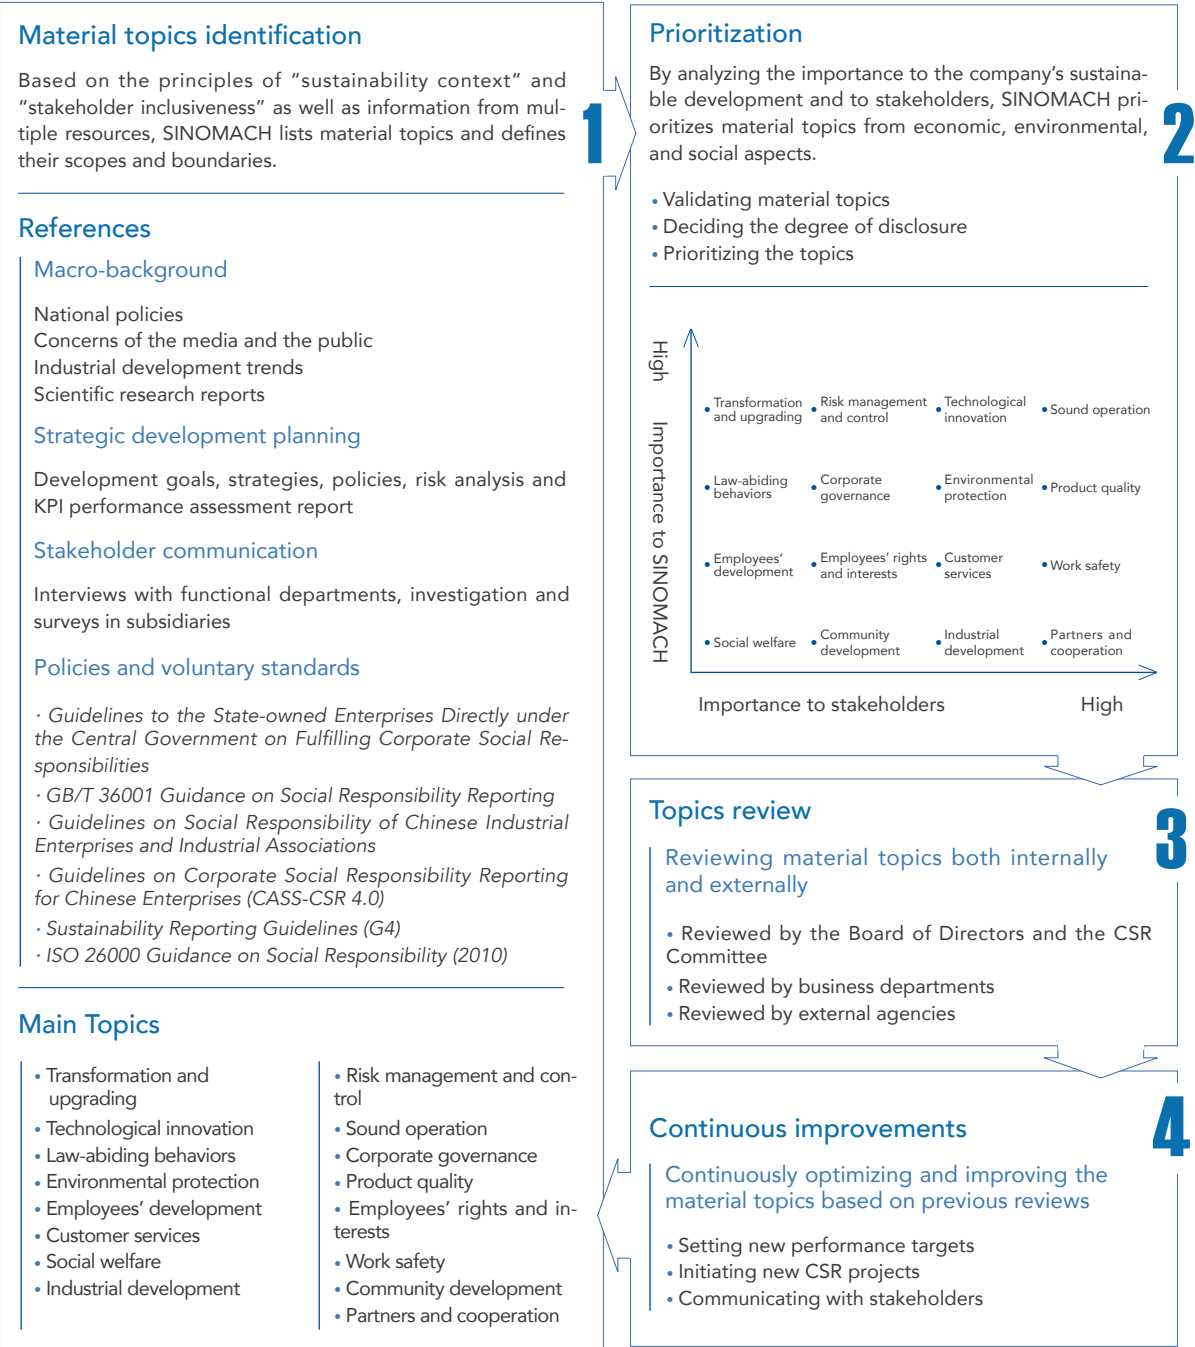 Material topics identification
Based on the principles of “sustainability context” and
“stakeholder inclusiveness” as well as information from mul-
tiple resources, SINOMACH lists material topics and defines
their scopes and boundaries.
1
References
Macro-background
National policies
Concerns of the media and the public
Industrial development trends
Scientific research reports
Strategic development planning
Development goals, strategies, policies, risk analysis and
KPI performance assessment report
Stakeholder communication
Interviews with functional departments, investigation and
surveys in subsidiaries
Policies and voluntary standards
· Guidelines to the State-owned Enterprises Directly under
the Central Government on Fulfilling Corporate Social Re-
sponsibilities
· GB/T 36001 Guidance on Social Responsibility Reporting
· Guidelines on Social Responsibility of Chinese Industrial
Enterprises and Industrial Associations
· Guidelines on Corporate Social Responsibility Reporting
for Chinese Enterprises (CASS-CSR 4.0)
· Sustainability Reporting Guidelines (G4)
· ISO 26000 Guidance on Social Responsibility (2010)
Main Topics
• Transformation and
upgrading
• Technological innovation
• Law-abiding behaviors
• Environmental protection
• Employees’ development
• Customer services
• Social welfare
• Industrial development
• Risk management and con-
trol
• Sound operation
• Corporate governance
• Product quality
• Employees’ rights and in-
terests
• Work safety
• Community development
• Partners and cooperation
Prioritization
By analyzing the importance to the company’s sustaina-
ble development and to stakeholders, SINOMACH pri-
oritizes material topics from economic, environmental,
and social aspects.
2
• Validating material topics
• Deciding the degree of disclosure
• Prioritizing the topics
High
Importance to SINOMACH
• Transformation
and upgrading
• Risk management
and control
• Technological
innovation
• Sound operation
• Law-abiding
behaviors
• Corporate
governance
• Environmental
protection
• Product quality
• Employees’
development
• Employees’ rights
and interests
• Customer
services
• Work safety
• Social welfare
• Community
development
• Industrial
development
• Partners and
cooperation
Importance to stakeholders
High
Topics review
3
Reviewing material topics both internally
and externally
• Reviewed by the Board of Directors and the CSR
Committee
• Reviewed by business departments
• Reviewed by external agencies
Continuous improvements
4
Continuously optimizing and improving the
material topics based on previous reviews
• Setting new performance targets
• Initiating new CSR projects
• Communicating with stakeholders